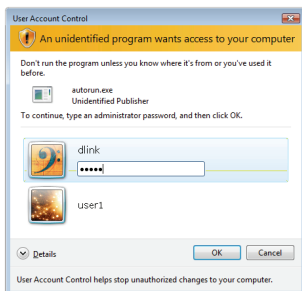 User Account Control
An unidentified program wants access to your computer
Don't run the program unless you know where it's from or you've used it
before.
autorun.exe
Unidentified Publisher
To continue, type an administrator password, and then click OK.
dlink
•••••
user1
Details
OK
Cancel
User Account Control helps stop unauthorized changes to your computer.